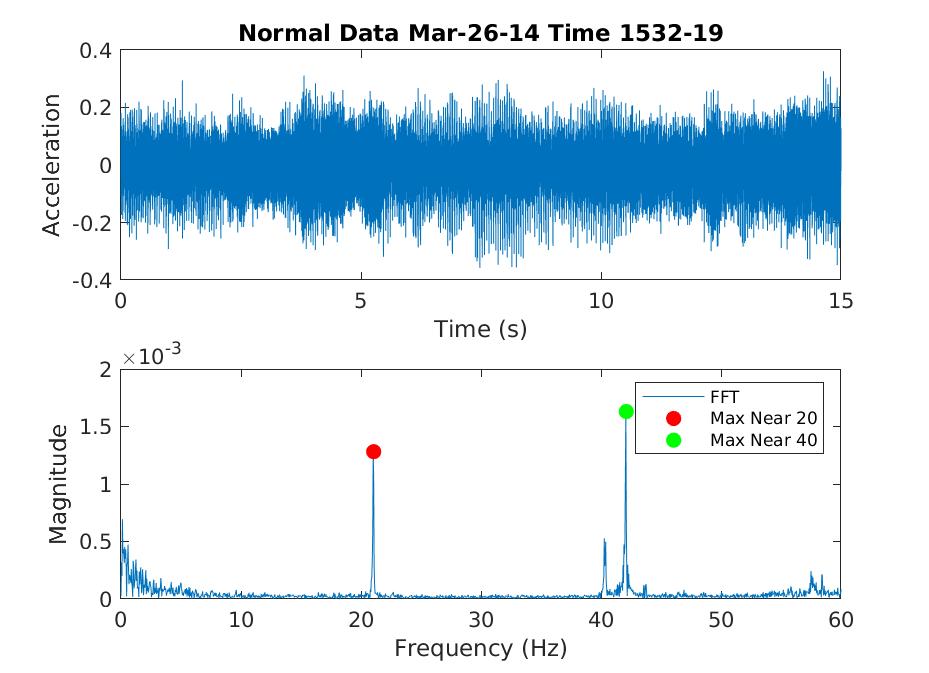 Normal Data Mar-26-14 Time 1532-19
0.4
0.2
0
-0.2
-0.4
Acceleration
0 5 10 15
Time (s)
×10-3
2
1.5
1
0.5
0
Magnitude
FFT
Max Near 20
Max Near 40
0 10 20 30 40 50 60
Frequency (Hz)